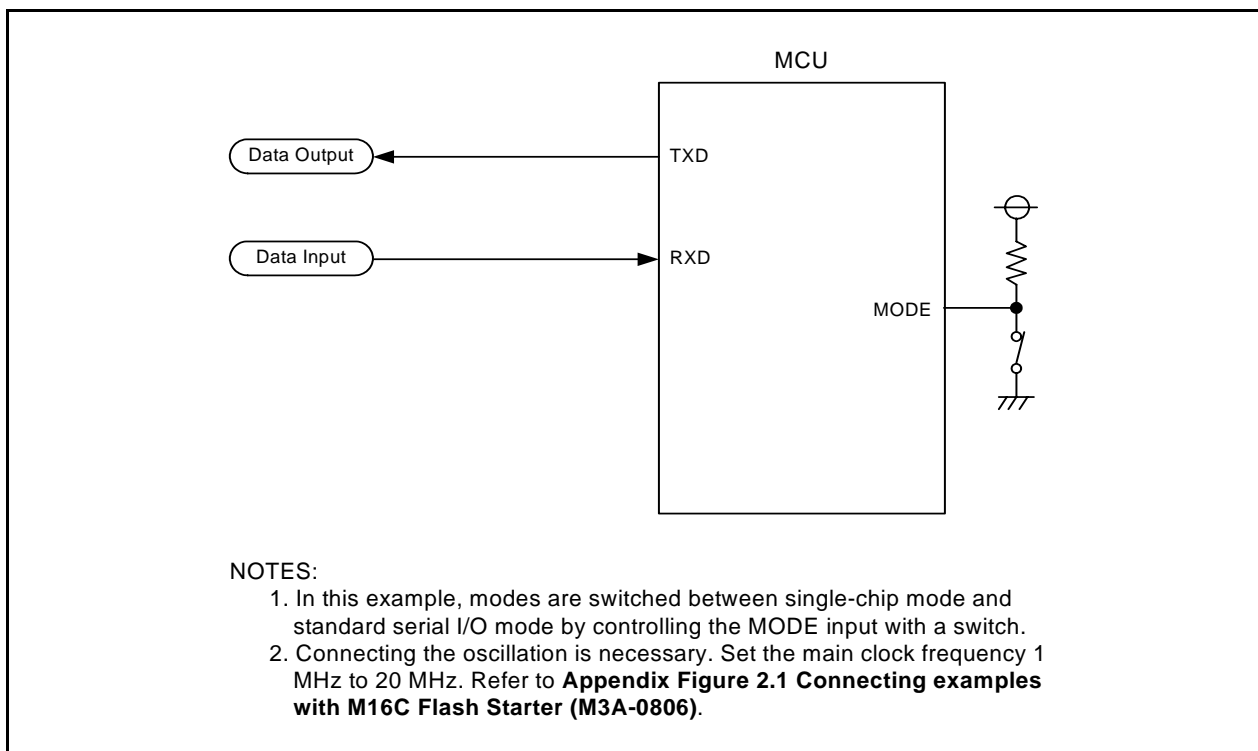 MCU
Data Output
TXD
Data Input
RXD
MODE
NOTES:
1. In this example, modes are switched between single-chip mode and
standard serial I/O mode by controlling the MODE input with a switch.
2. Connecting the oscillation is necessary. Set the main clock frequency 1
MHz to 20 MHz. Refer to Appendix Figure 2.1 Connecting examples
with M16C Flash Starter (M3A-0806).